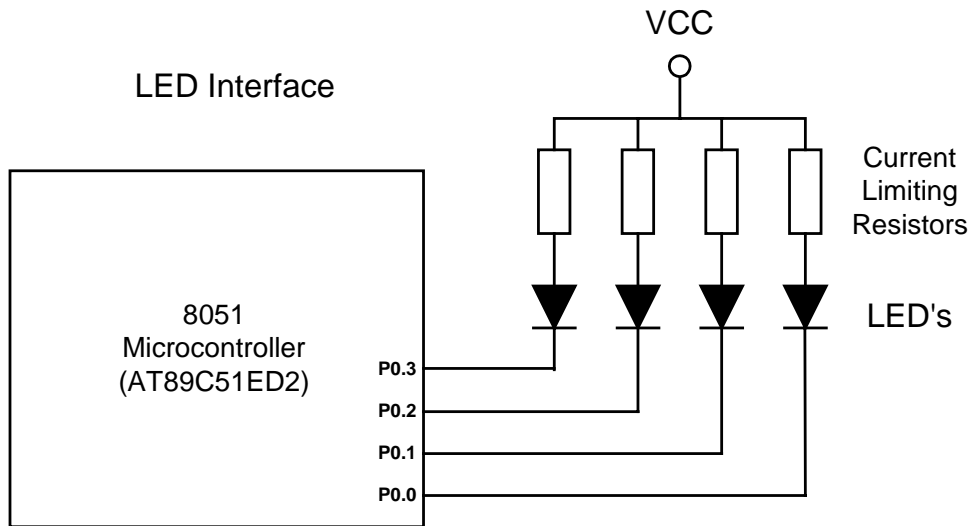 VCC
LED Interface
Current
Limiting
Resistors
LED's
8051
Microcontroller
(AT89C51ED2)
P0.3
P0.2
P0.1
P0.0